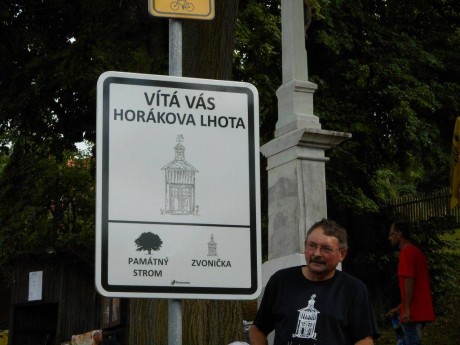 VÍTÁ VÁS
HORÁKOVA LHOTA
PAMÁTNÝ
STROM
ZVONIČKA